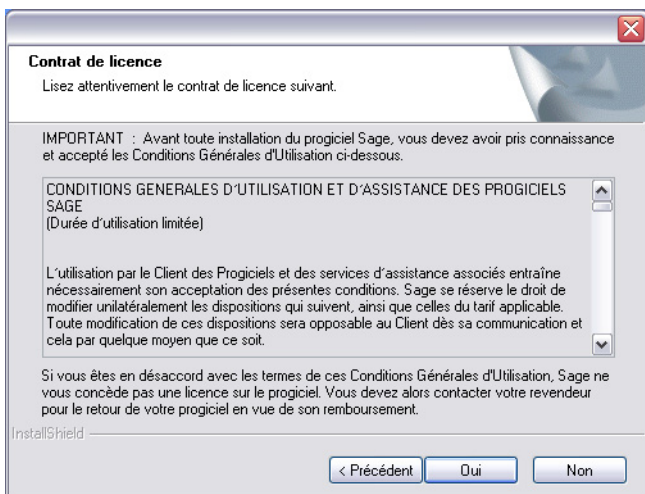 Contrat de licence
Lisez attentivement le contrat de licence suivant.
IMPORTANT : Avant toute installation du progiciel Sage, vous devez avoir pris connaissance
et accepté les Conditions Générales d'Utilisation ci-dessous.
CONDITIONS GENERALES D´UTILISATION ET D´ASSISTANCE DES PROGICIELS
SAGE
(Durée d´utilisation limitée)
L´utilisation par le Client des Progiciels et des services d´assistance associés entraîne
nécessairement son acceptation des présentes conditions. Sage se réserve le droit de
modifier unilatéralement les dispositions qui suivent, ainsi que celles du tarif applicable.
Toute modification de ces dispositions sera opposable au Client dès sa communication et
cela par quelque moyen que ce soit.
Si vous êtes en désaccord avec les termes de ces Conditions Générales d'Utilisation, Sage ne
vous concède pas une licence sur le progiciel. Vous devez alors contacter votre revendeur
pour le retour de votre progiciel en vue de son remboursement.
InstallShield
< Précédent Oui Non